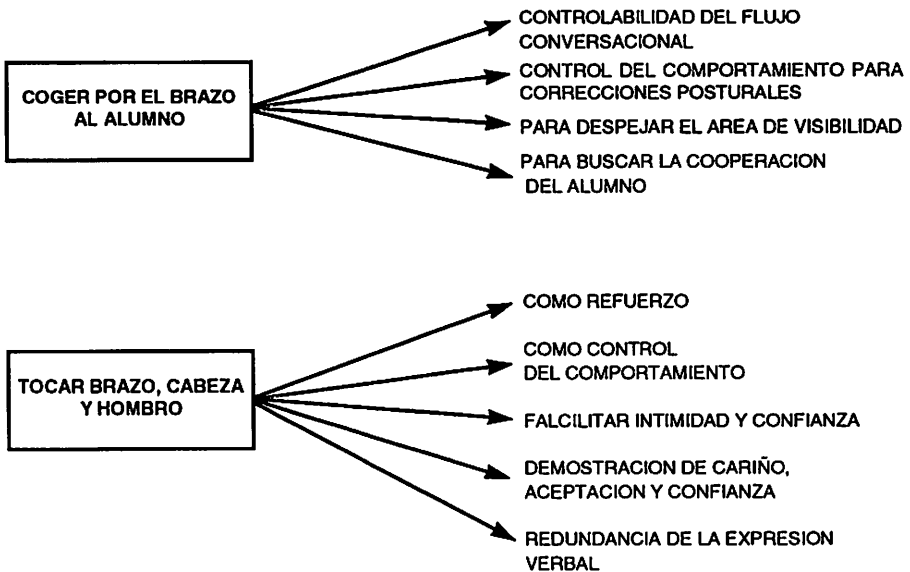 COGER POR EL BRAZO
AL ALUMNO
CONTROLABILIDAD DEL FLUJO
CONVERSACIONAL
CONTROL DEL COMPORTAMIENTO PARA
CORRECCIONES POSTURALES
PARA DESPEJAR EL AREA DE VISIBILIDAD
PARA BUSCAR LA COOPERACION
DEL ALUMNO
TOCAR BRAZO, CABEZA
Y HOMBRO
COMO REFUERZO
COMO CONTROL
DEL COMPORTAMIENTO
FALCILITAR INTIMIDAD Y CONFIANZA
DEMOSTRACION DE CARIÑO,
ACEPTACION Y CONFIANZA
REDUNDANCIA DE LA EXPRESION
VERBAL